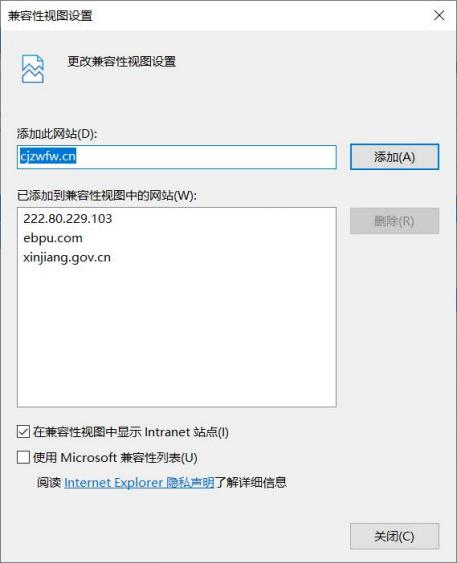 兼容性视图设置
更改兼容性视图设置
添加此网站(D):
cjzwfw.cn
添加(A)
已添加到兼容性视图中的网站(W):
222.80.229.103
删除(R)
ebpu.com
xinjiang.gov.cn
在兼容性视图中显示 Intranet 站点(I)
使用 Microsoft 兼容性列表(U)
阅读 Internet Explorer 隐私声明了解详细信息
关闭(C)